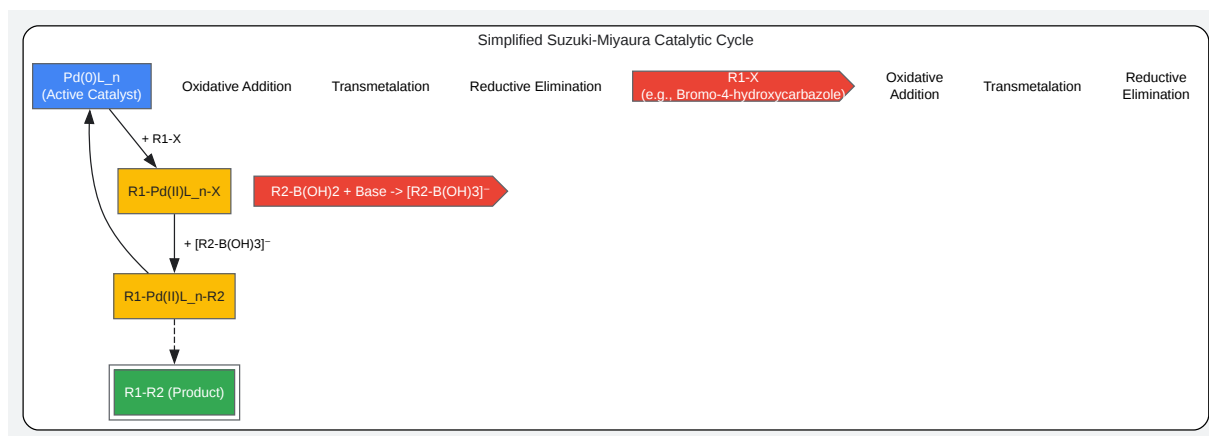 Simplified Suzuki-Miyaura Catalytic Cycle
Pd(0)L_n
(Active Catalyst)
Oxidative Addition
Transmetalation
Reductive Elimination
R1-X
(e.g., Bromo-4-hydroxycarbazole)
Oxidative
Addition
Transmetalation
Reductive
Elimination
+ R1-X
R1-Pd(II)L_n-X
R2-B(OH)2 + Base -> [R2-B(OH)3]⁻
+ [R2-B(OH)3]⁻
R1-Pd(II)L_n-R2
R1-R2 (Product)